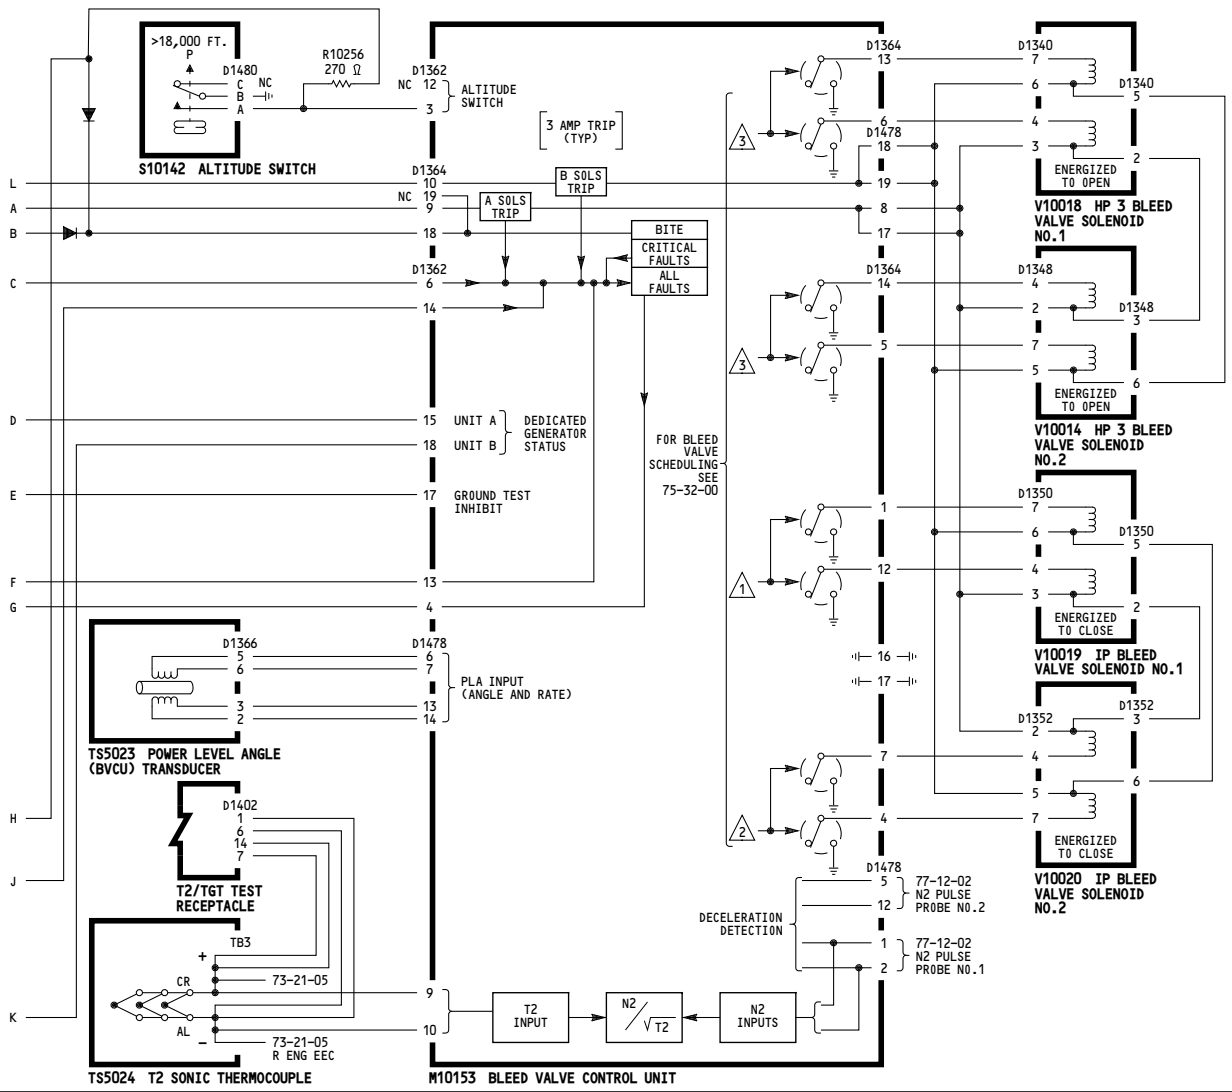 >18,000 FT.
P
D1480
C NC
B
A
S10142 ALTITUDE SWITCH
R10256
270 Ω
D1362
NC 12
3
ALTITUDE
SWITCH
3 AMP TRIP
(TYP)
L
A
B
C
D
E
F
G
H
J
K
D1364
10
NC 19
9
18
D1362
6
14
15 UNIT A
18 UNIT B
DEDICATED
GENERATOR
STATUS
17 GROUND TEST
INHIBIT
13
4
A SOLS
TRIP
B SOLS
TRIP
BITE
CRITICAL
FAULTS
ALL
FAULTS
FOR BLEED
VALVE
SCHEDULING
SEE
75-32-00
3
3
1
2
D1364
13
6
D1478
18
19
8
17
D1364
14
5
1
12
16
17
7
4
D1478
5
12
77-12-02
N2 PULSE
PROBE NO.2
1
2
77-12-02
N2 PULSE
PROBE NO.1
DECELERATION
DETECTION
D1340
7
6
4
3
D1340
5
2
ENERGIZED
TO OPEN
V10018 HP 3 BLEED
VALVE SOLENOID
NO.1
D1348
4
2
7
5
D1348
3
6
ENERGIZED
TO OPEN
V10014 HP 3 BLEED
VALVE SOLENOID
NO.2
D1350
7
6
4
3
D1350
5
2
ENERGIZED
TO CLOSE
V10019 IP BLEED
VALVE SOLENOID NO.1
D1352
2
4
5
7
D1352
3
6
ENERGIZED
TO CLOSE
V10020 IP BLEED
VALVE SOLENOID
NO.2
D1366
5
6
3
2
TS5023 POWER LEVEL ANGLE
(BVCU) TRANSDUCER
D1478
6
7
13
14
PLA INPUT
(ANGLE AND RATE)
D1402
1
6
14
7
T2/TGT TEST
RECEPTACLE
TB3
+
CR
73-21-05
AL
–
73-21-05
R ENG EEC
TS5024 T2 SONIC THERMOCOUPLE
9
10
T2
INPUT
N2
/
√T2
N2
INPUTS
M10153 BLEED VALVE CONTROL UNIT